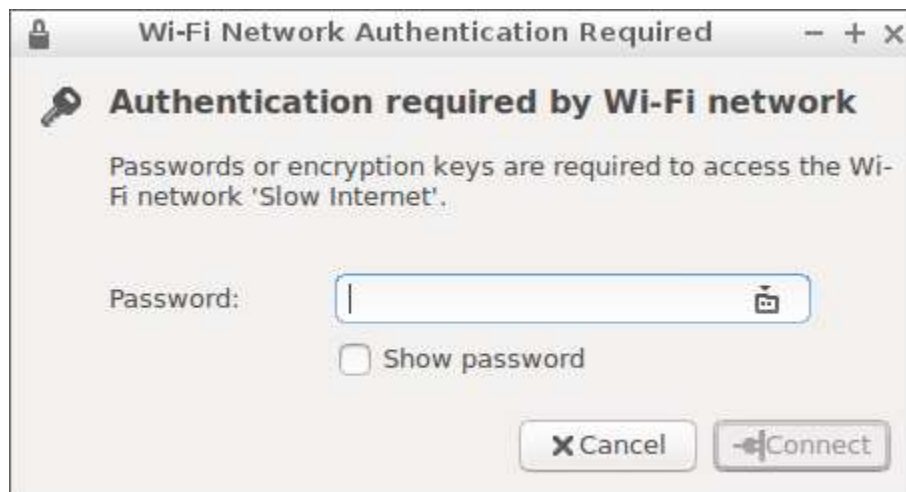 Wi-Fi Network Authentication Required
Authentication required by Wi-Fi network
Passwords or encryption keys are required to access the Wi-
Fi network 'Slow Internet'.
Password:
Show password
Cancel
Connect